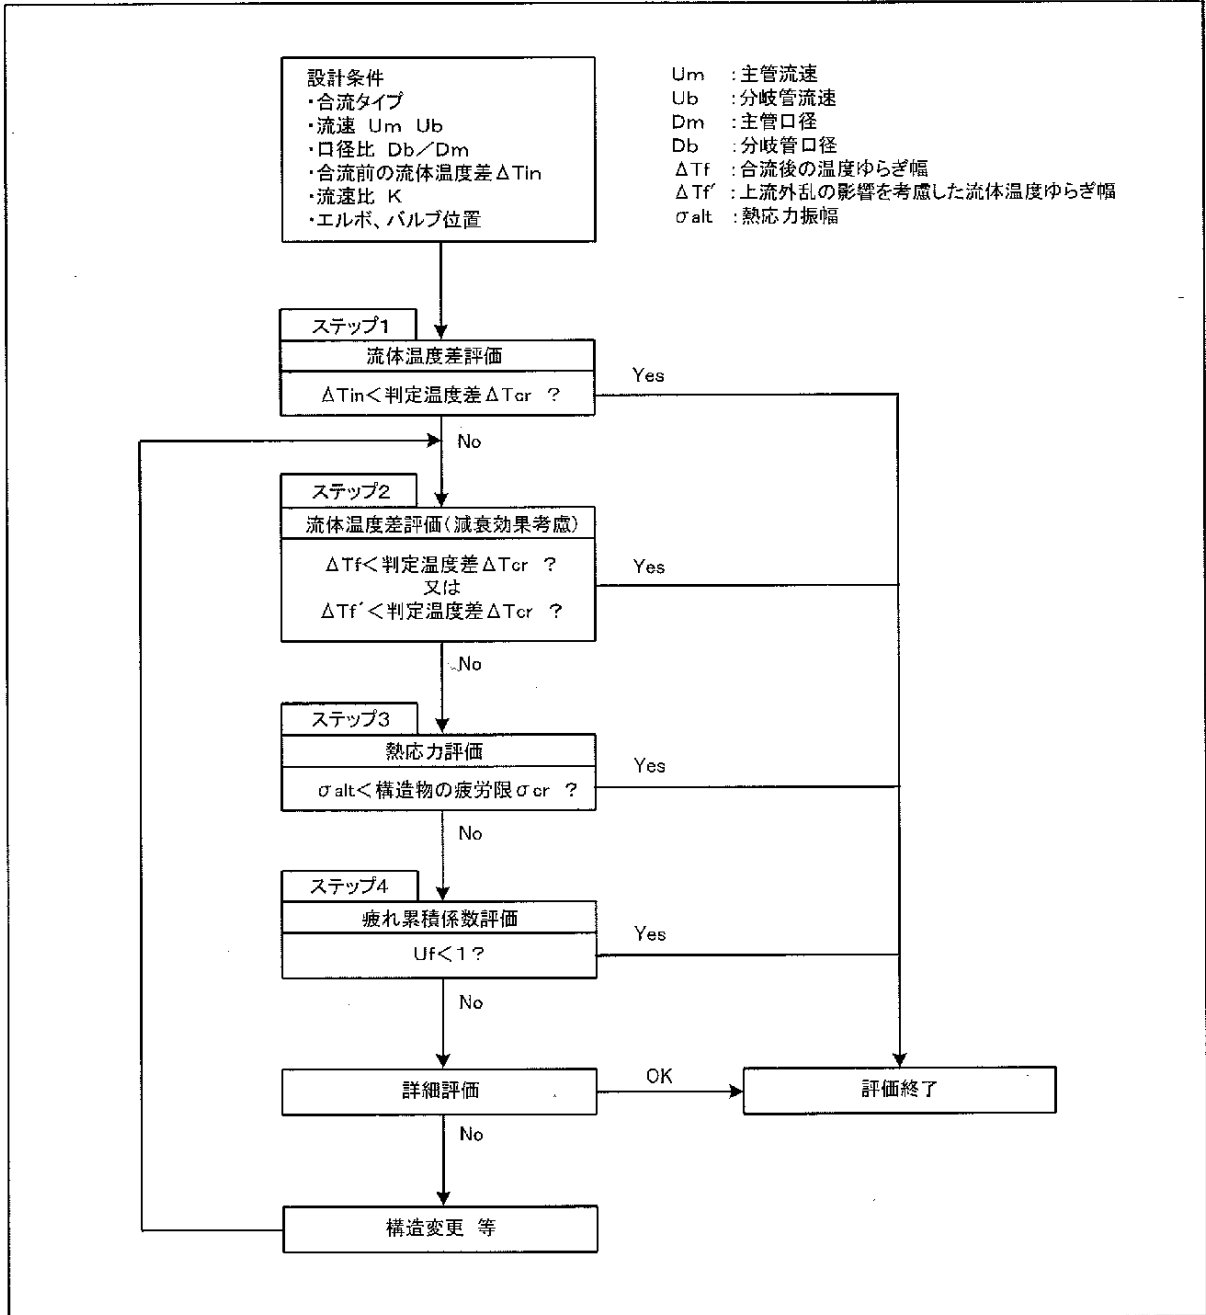 設計条件
・合流タイプ
・流速 Um Ub
・口径比 Db／Dm
・合流前の流体温度差ΔTin
・流速比 K
・エルボ、バルブ位置
Um ：主管流速
Ub ：分岐管流速
Dm ：主管口径
Db ：分岐管口径
ΔTf ：合流後の温度ゆらぎ幅
ΔTf´ ：上流外乱の影響を考慮した流体温度ゆらぎ幅
σalt ：熱応力振幅
ステップ1
流体温度差評価
ΔTin＜判定温度差ΔTcr ？
Yes
No
ステップ2
流体温度差評価（減衰効果考慮）
ΔTf＜判定温度差ΔTcr ？
又は
ΔTf´＜判定温度差ΔTcr ？
Yes
No
ステップ3
熱応力評価
σalt＜構造物の疲労限σcr ？
Yes
No
ステップ4
疲れ累積係数評価
Uf＜1？
Yes
No
詳細評価
OK
評価終了
No
構造変更 等